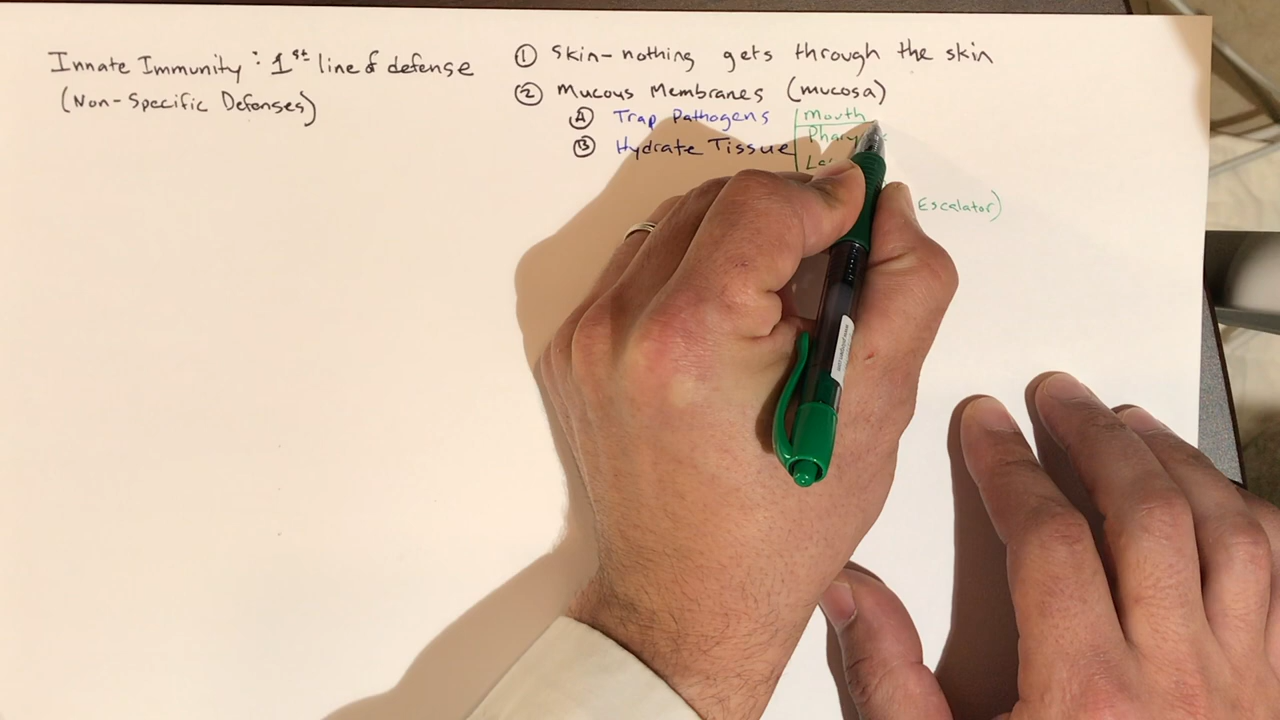 Innate Immunity : 1st line of defense
(Non-Specific Defenses)
① Skin-nothing gets through the skin
② Mucous Membranes (mucosa)
Ⓐ Trap Pathogens
Ⓑ Hydrate Tissue
Mouth
Escalator)